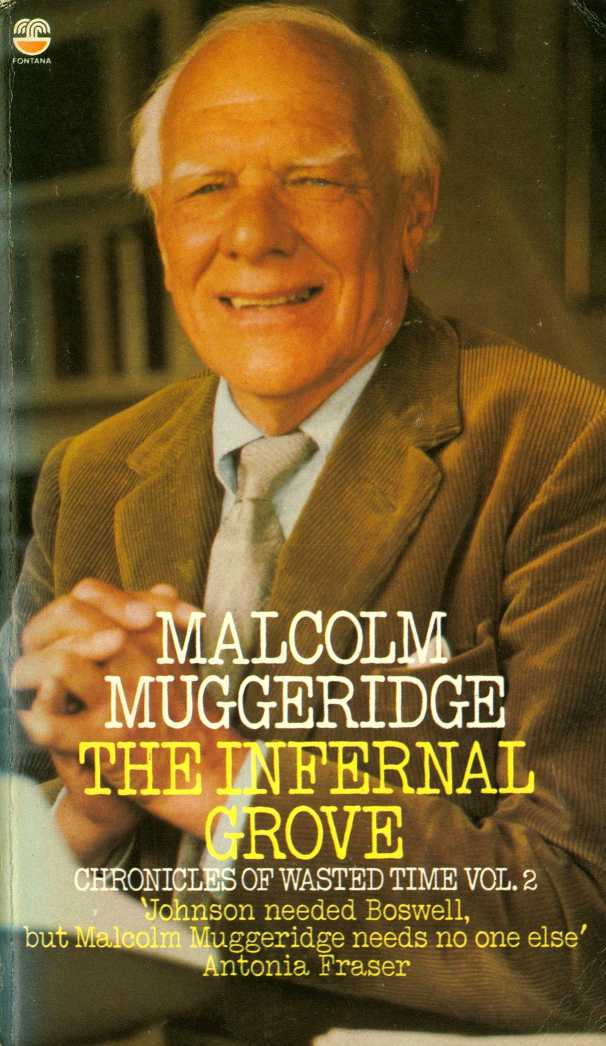 FONTANA
MALCOLM
MUGGERIDGE
THE INFERNAL
GROVE
CHRONICLES OF WASTED TIME VOL. 2
'Johnson needed Boswell,
but Malcolm Muggeridge needs no one else'
Antonia Fraser